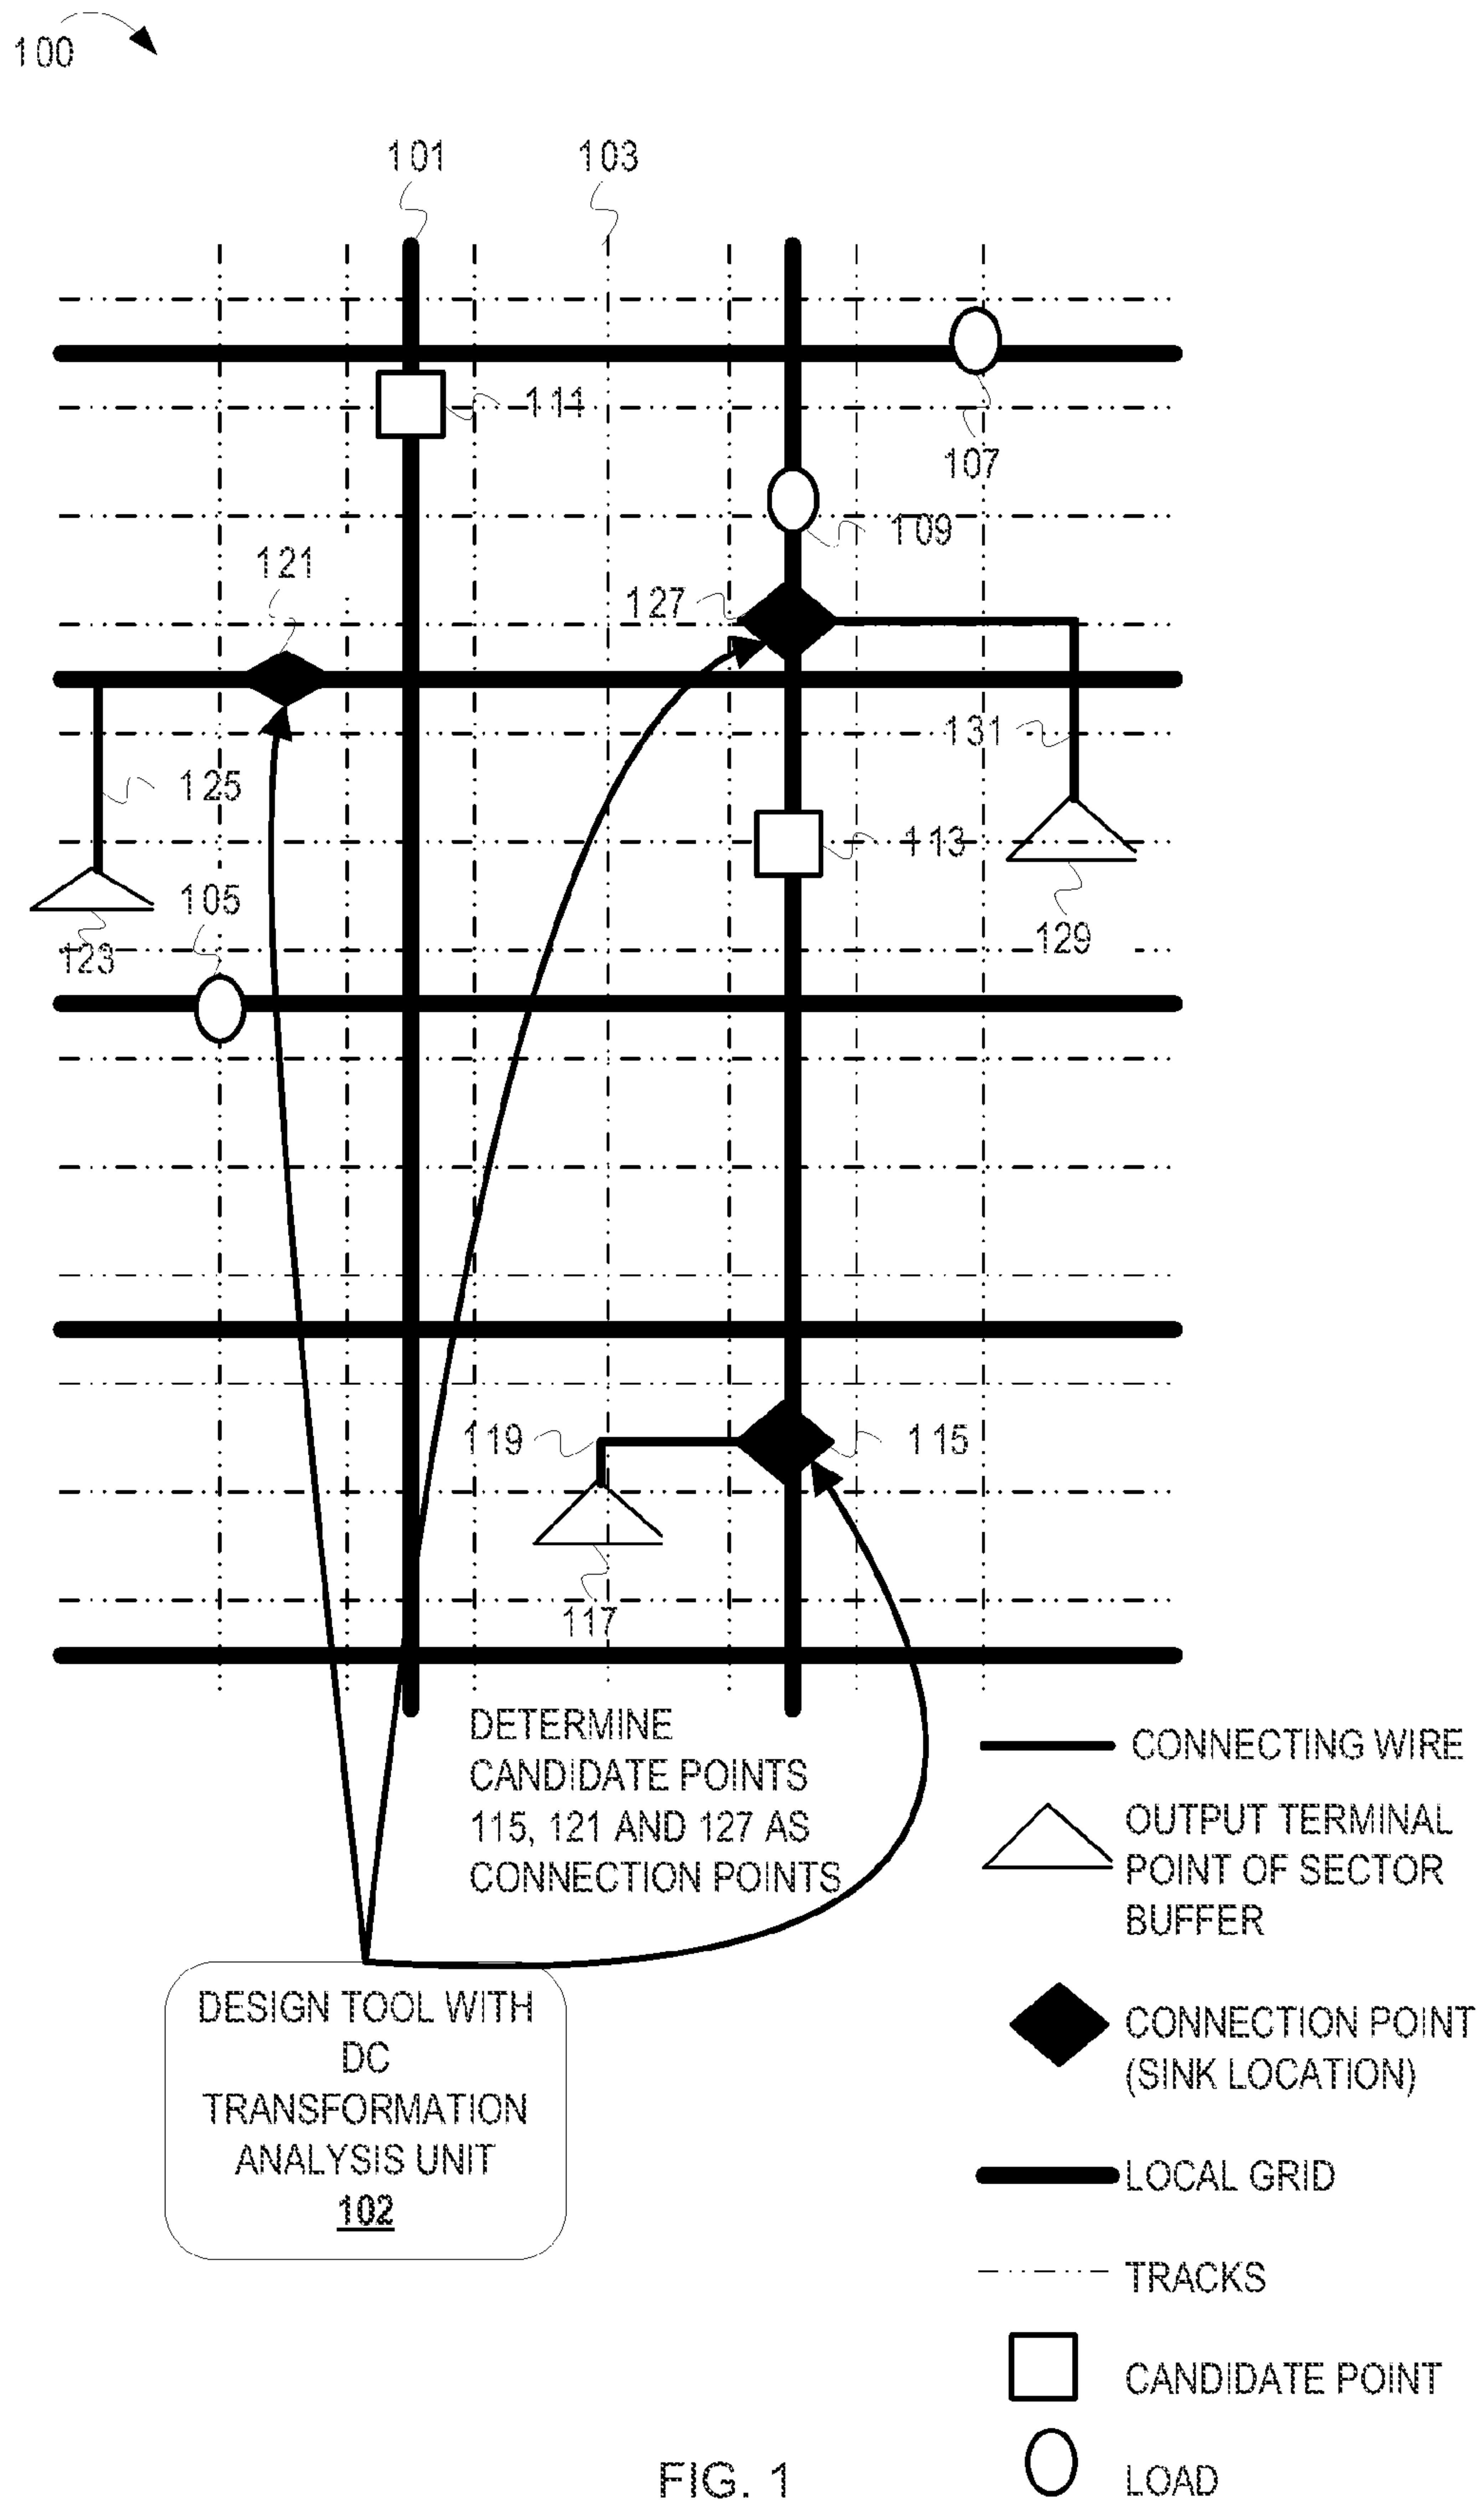 100
101
103
111
107
109
121
127
131
125
113
105
123
129
119
115
117
DETERMINE
CANDIDATE POINTS
115, 121 AND 127 AS
CONNECTION POINTS
CONNECTING WIRE
OUTPUT TERMINAL
POINT OF SECTOR
BUFFER
DESIGN TOOL WITH
DC
TRANSFORMATION
ANALYSIS UNIT
102
CONNECTION POINT
(SINK LOCATION)
LOCAL GRID
TRACKS
CANDIDATE POINT
LOAD
FIG. 1